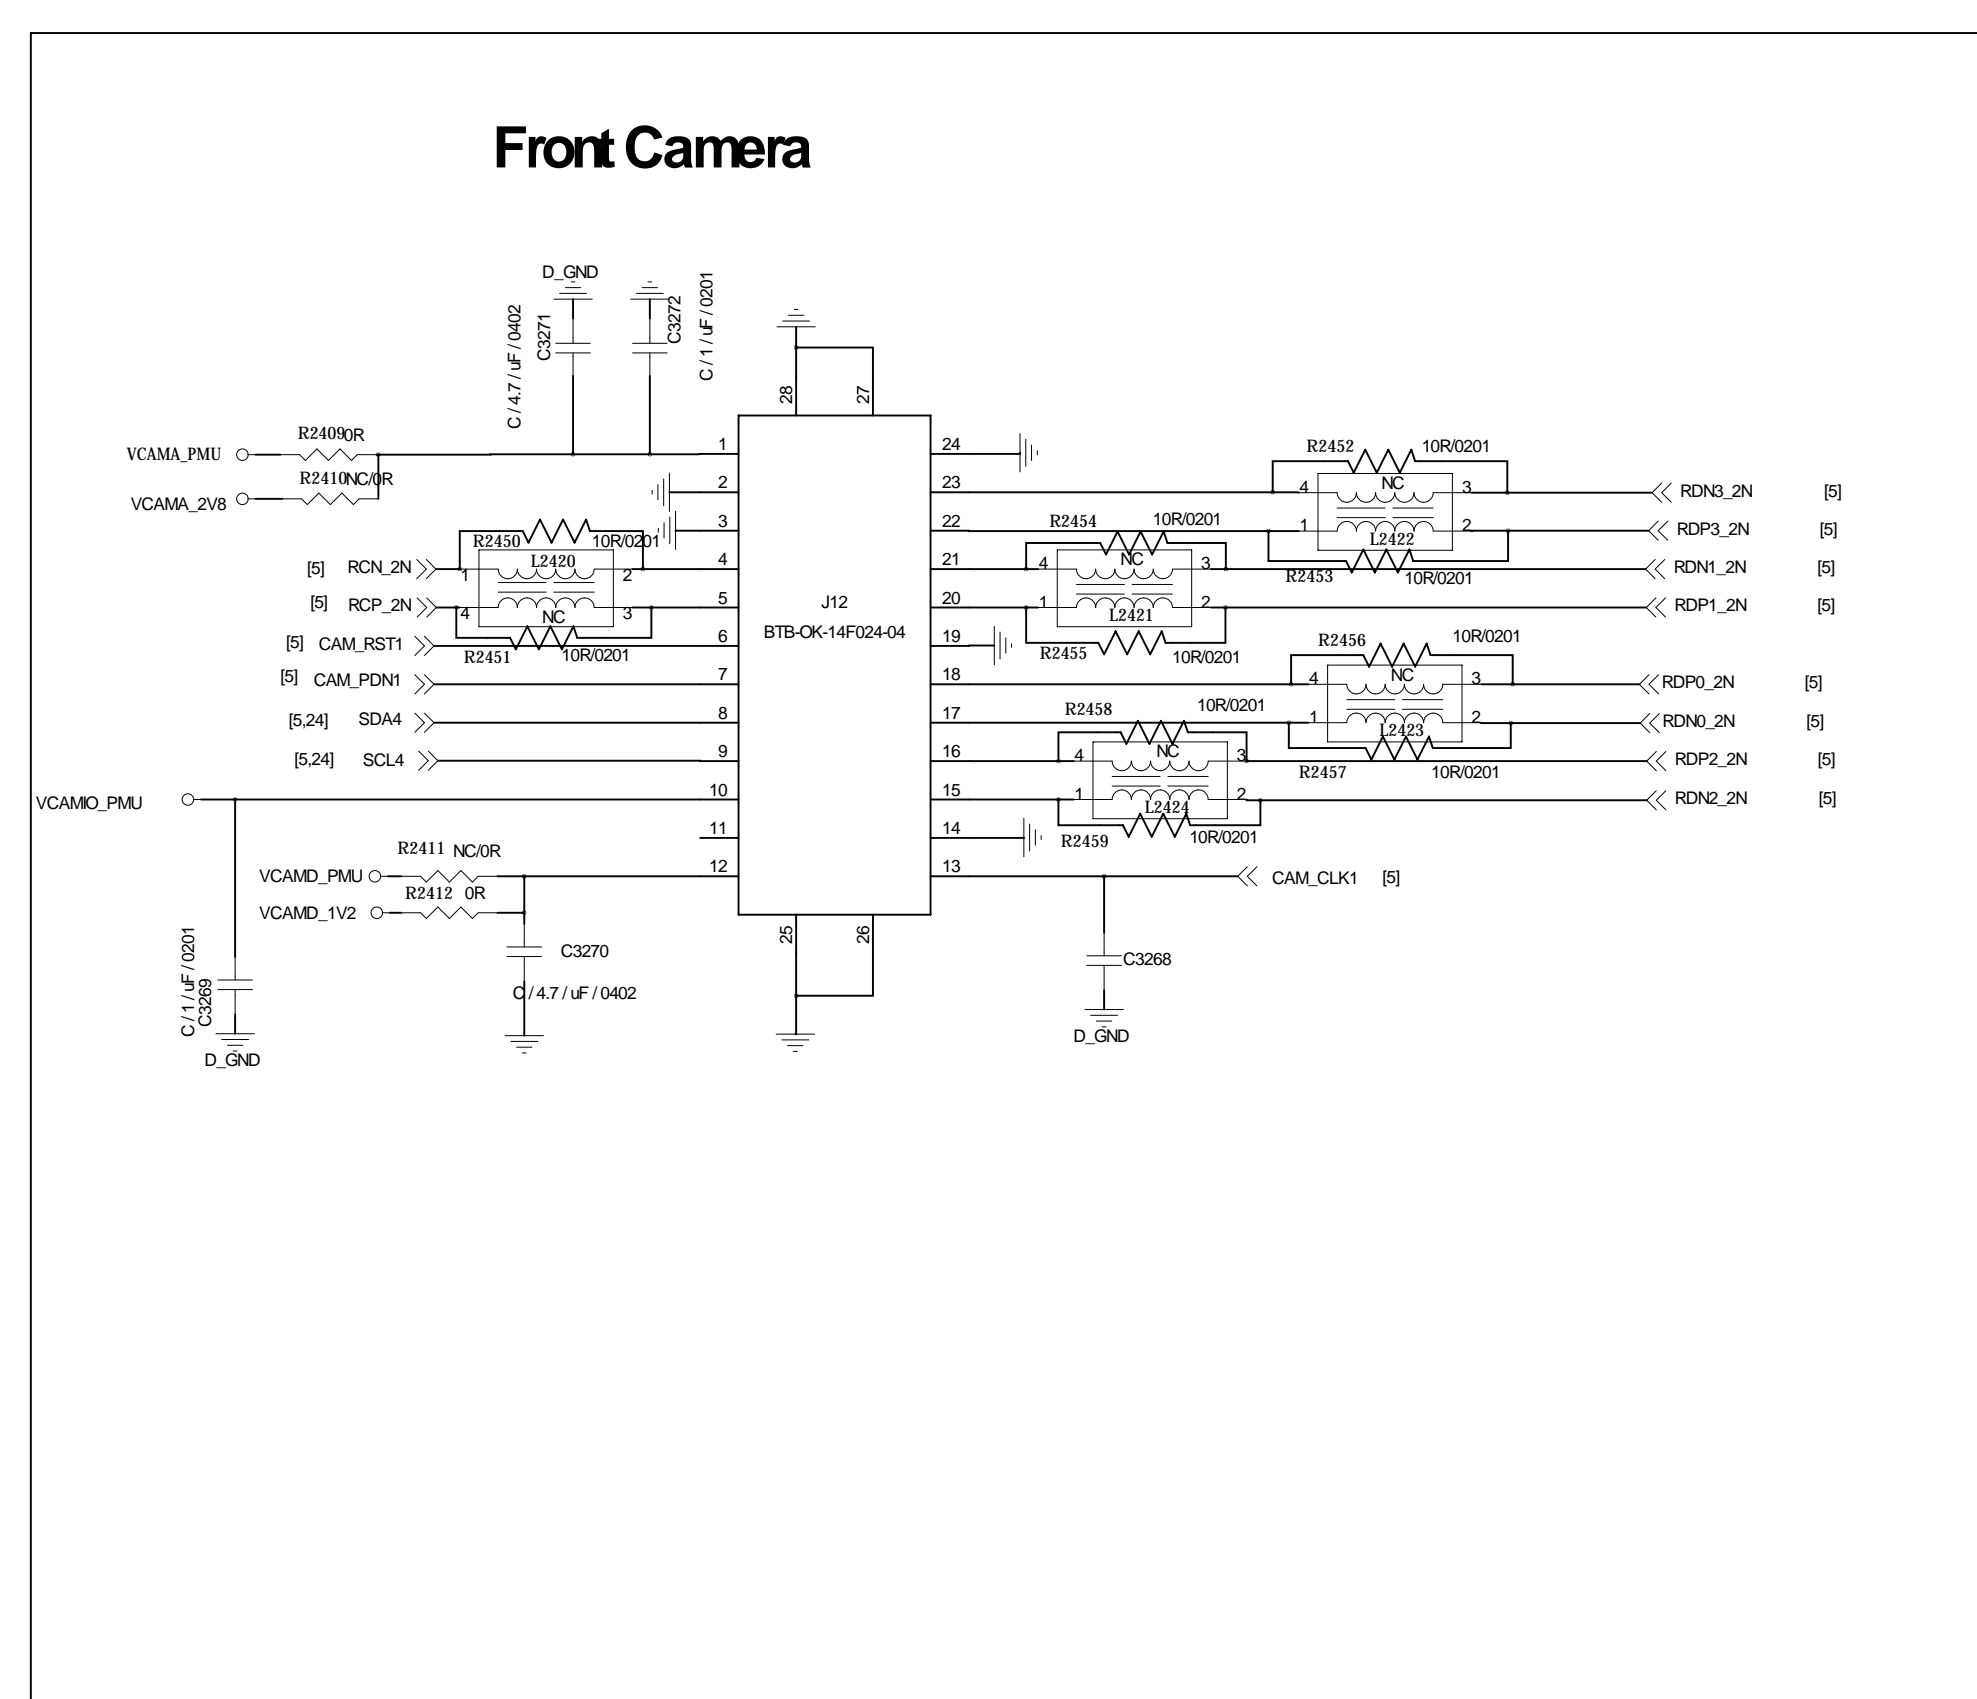 Front Camera
D_GND
C / 4.7 / uF / 0402
C3271
C3272
C / 1 / uF / 0201
28
27
VCAMA_PMU
R2409
0R
VCAMA_2V8
R2410
NC/0R
1
2
3
4
5
6
7
8
9
10
11
12
24
23
22
21
20
19
18
17
16
15
14
13
J12
BTB-OK-14F024-04
25
26
R2450
10R/0201
[5] RCN_2N
1
L2420
2
[5] RCP_2N
4
NC
3
R2451
10R/0201
[5] CAM_RST1
[5] CAM_PDN1
[5,24] SDA4
[5,24] SCL4
VCAMIO_PMU
R2411 NC/0R
VCAMD_PMU
R2412 0R
VCAMD_1V2
C / 1 / uF / 0201
C3269
D_GND
C3270
C / 4.7 / uF / 0402
R2452 10R/0201
4 NC 3
RDN3_2N [5]
1 L2422 2
RDP3_2N [5]
R2453 10R/0201
R2454 10R/0201
4 NC 3
RDN1_2N [5]
1 L2421 2
RDP1_2N [5]
R2455 10R/0201
R2456 10R/0201
4 NC 3
RDP0_2N [5]
1 L2423 2
RDN0_2N [5]
R2457 10R/0201
R2458 10R/0201
4 NC 3
RDP2_2N [5]
1 L2424 2
RDN2_2N [5]
R2459 10R/0201
CAM_CLK1 [5]
C3268
D_GND